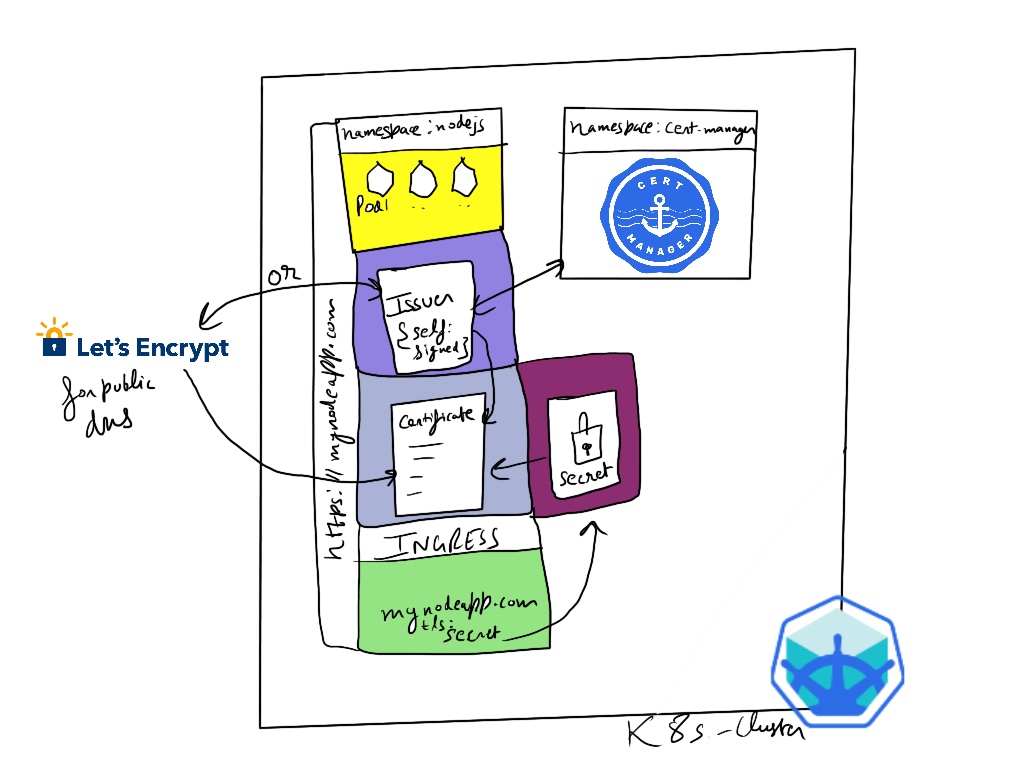 namespace: nodejs
Pod .. ..
namespace: cert-manager
CERT
MANAGER
OR
Issuer
{ self:
signed}
Let's Encrypt
for public
dns
https://mynodeapp.com
Certificate
secret
INGRESS
mynodeapp.com
tls:
secret
K8s-Cluster